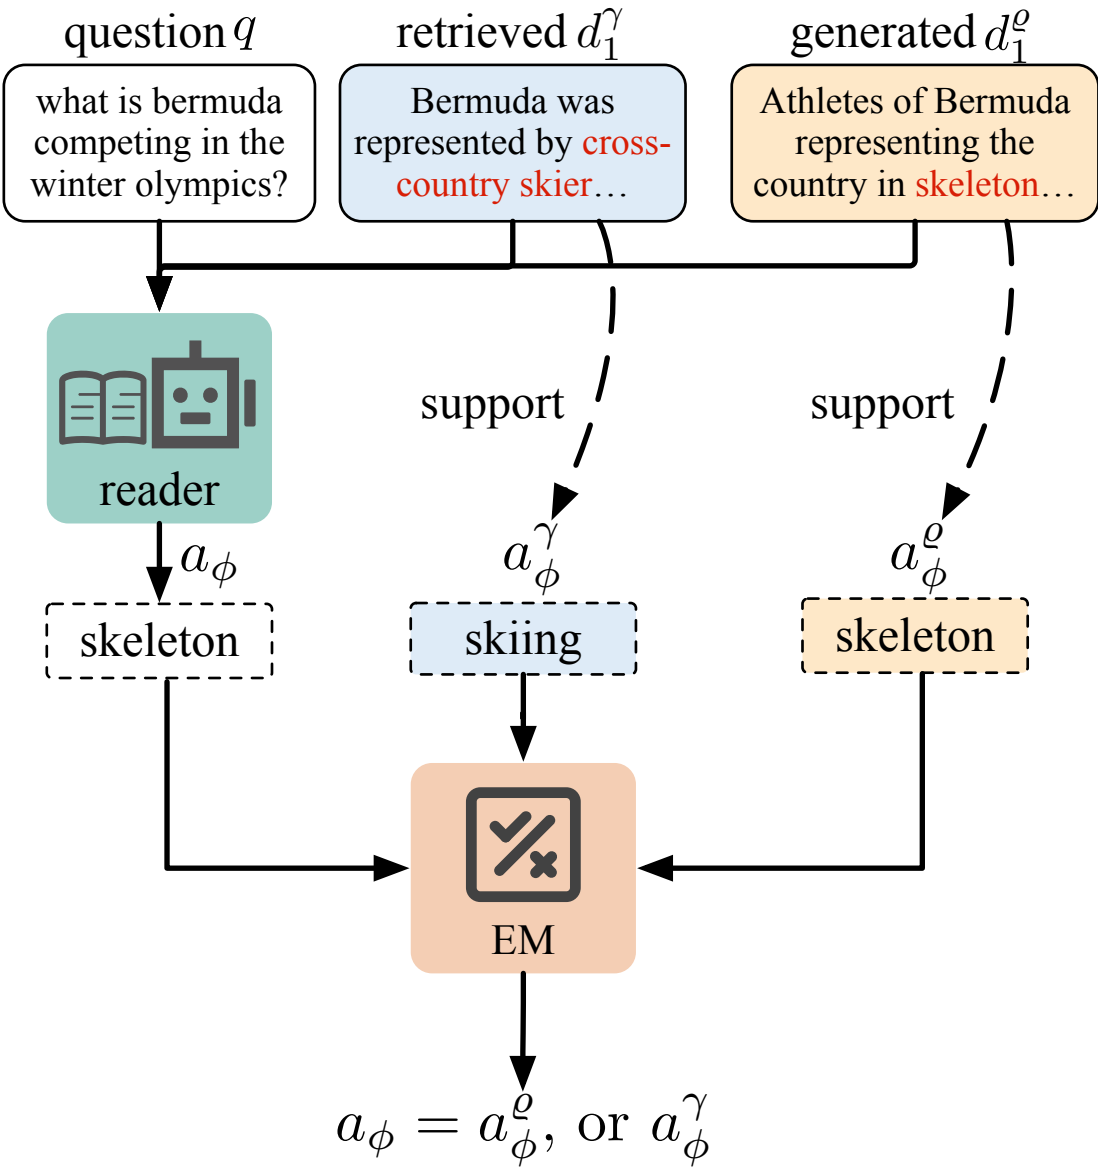 question q
what is bermuda
competing in the
winter olympics?
retrieved d_1^γ
Bermuda was
represented by cross-
country skier…
generated d_1^ϱ
Athletes of Bermuda
representing the
country in skeleton…
support
support
reader
a_ϕ
a_ϕ^γ
a_ϕ^ϱ
skeleton
skiing
skeleton
EM
a_ϕ = a_ϕ^ϱ, or a_ϕ^γ